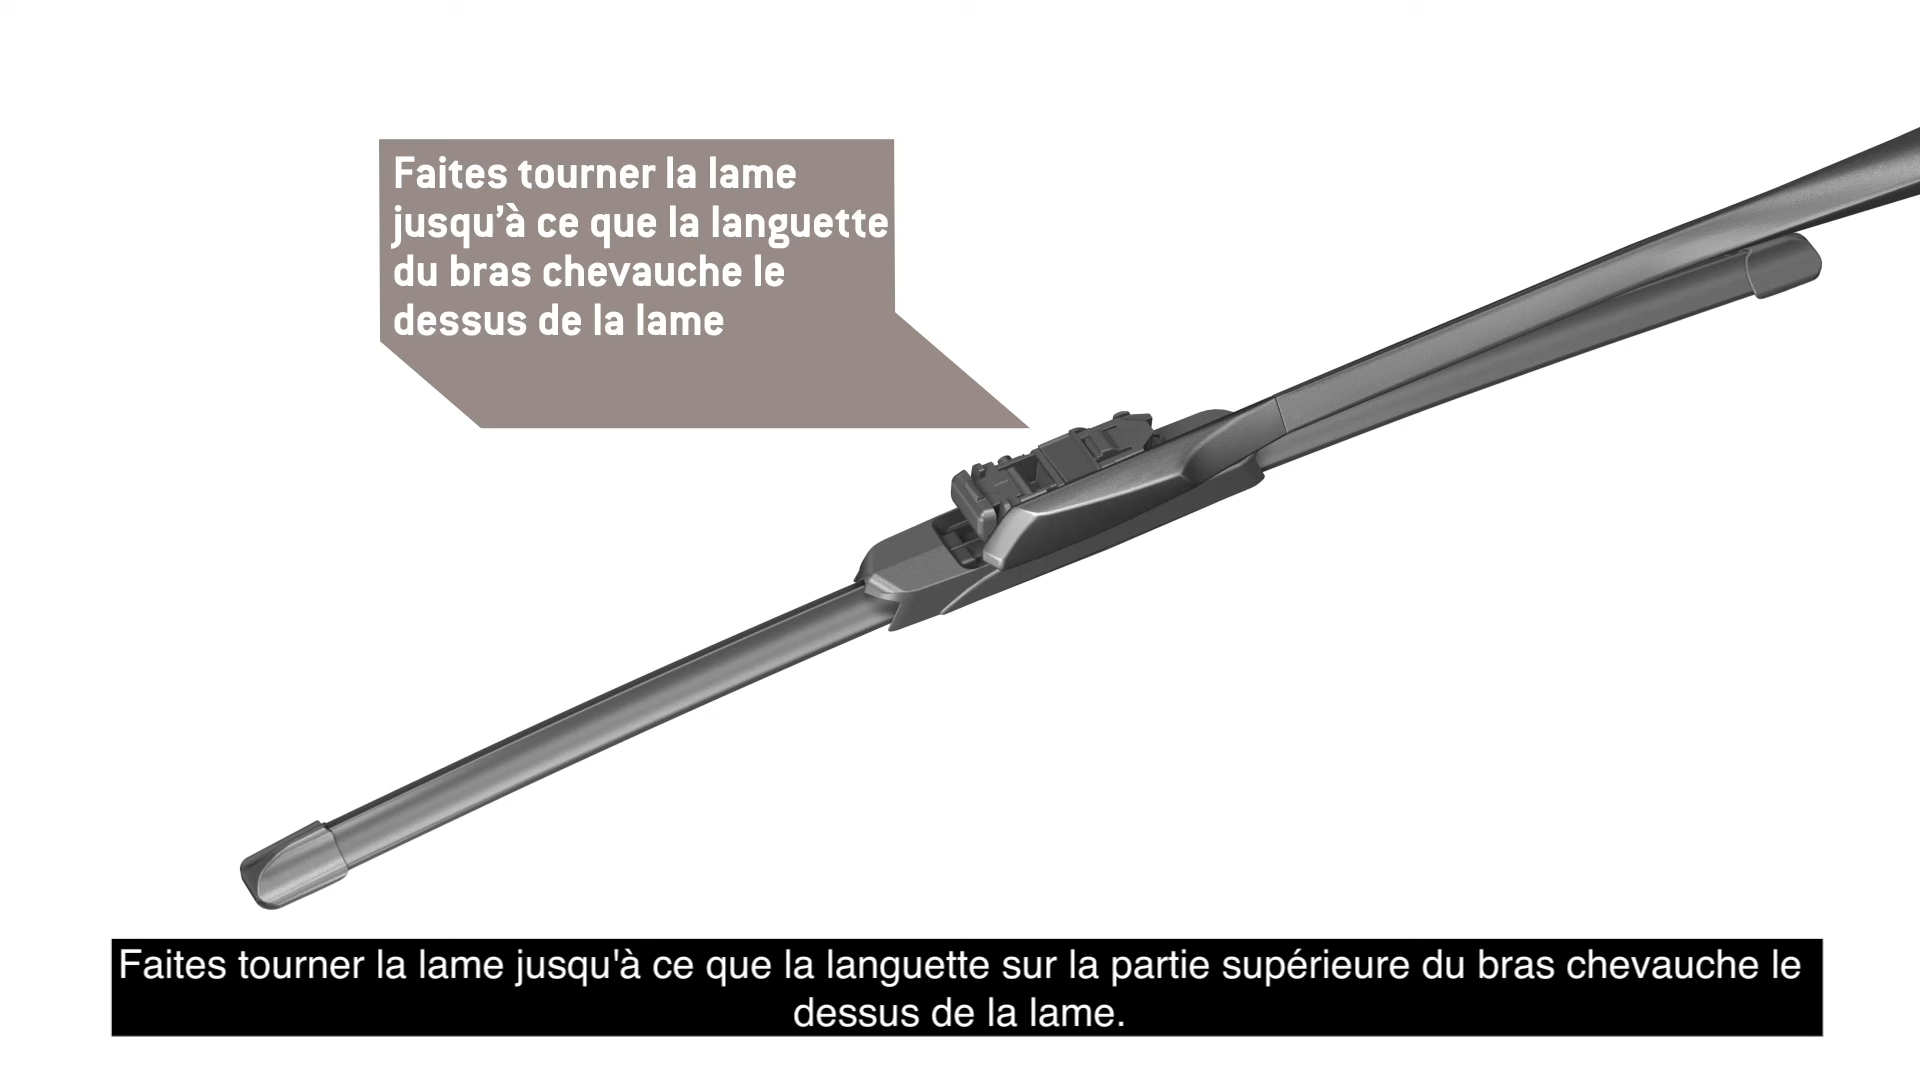 Faites tourner la lame
jusqu’à ce que la languette
du bras chevauche le
dessus de la lame
Faites tourner la lame jusqu'à ce que la languette sur la partie supérieure du bras chevauche le
dessus de la lame.